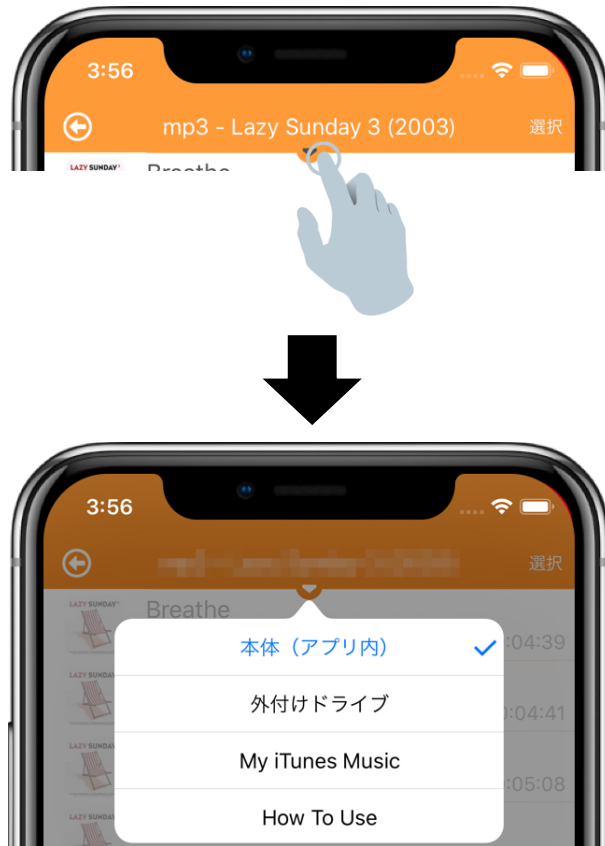 3:56
mp3 - Lazy Sunday 3 (2003)
選択
LAZY SUNDAY
Breathe
3:56
選択
LAZY SUNDAY
Breathe
:04:39
本体（アプリ内）
LAZY SUNDAY
外付けドライブ
:04:41
LAZY SUNDAY
My iTunes Music
:05:08
LAZY SUNDAY
How To Use